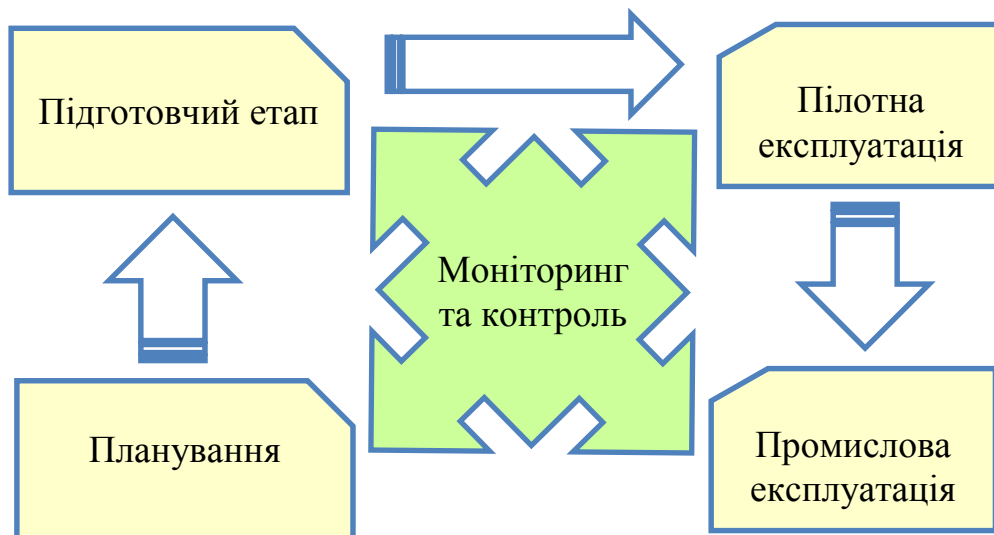 Підготовчий етап
Пілотна
експлуатація
Моніторинг
та контроль
Планування
Промислова
експлуатація